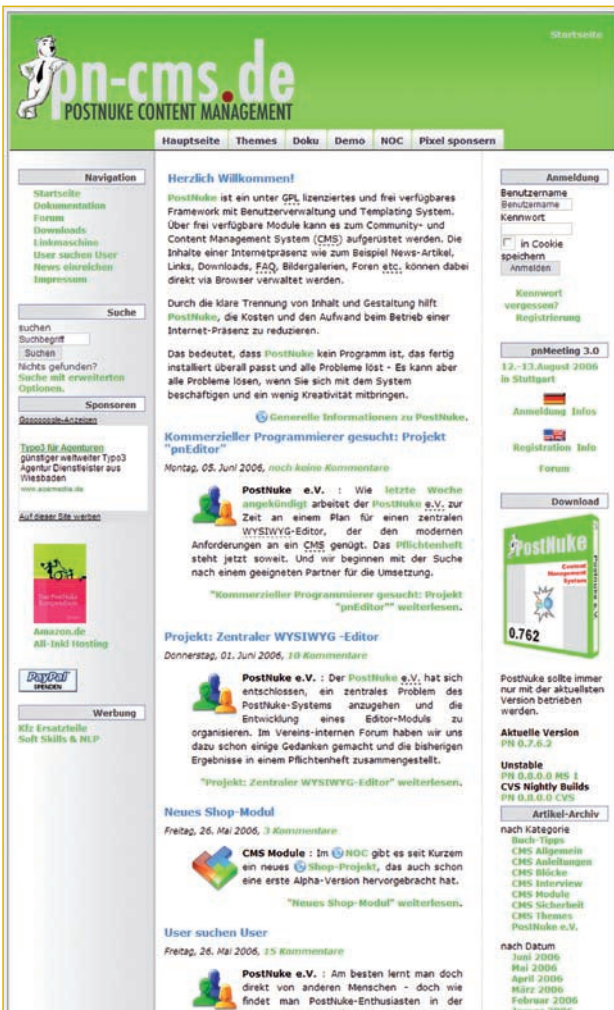 Startseite
pn-cms.de
POSTNUKE CONTENT MANAGEMENT
Hauptseite Themes Doku Demo NOC Pixel sponsern
Navigation
Startseite
Dokumentation
Forum
Downloads
Linkmaschine
User suchen User
News einreichen
Impressum
Suche
suchen
Suchbegriff
Suchen
Nichts gefunden?
Suche mit erweiterten
Optionen.
Sponsoren
Goooooogle-Anzeigen
Typo3 für Agenturen
günstiger weltweiter Typo3
Agentur Dienstleister aus
Wiesbaden
Auf dieser Site werben
Amazon.de
All-Inkl Hosting
PayPal
SPENDEN
Werbung
Kfz Ersatzteile
Soft Skills & NLP
Herzlich Willkommen!
PostNuke ist ein unter GPL lizenziertes und frei verfügbares
Framework mit Benutzerverwaltung und Templating System.
Über frei verfügbare Module kann es zum Community- und
Content Management System (CMS) aufgerüstet werden. Die
Inhalte einer Internetpräsenz wie zum Beispiel News-Artikel,
Links, Downloads, FAQ, Bildergalerien, Foren etc. können dabei
direkt via Browser verwaltet werden.
Durch die klare Trennung von Inhalt und Gestaltung hilft
PostNuke, die Kosten und den Aufwand beim Betrieb einer
Internet-Präsenz zu reduzieren.
Das bedeutet, dass PostNuke kein Programm ist, das fertig
installiert überall passt und alle Probleme löst - Es kann aber
alle Probleme lösen, wenn Sie sich mit dem System
beschäftigen und ein wenig Kreativität mitbringen.
Generelle Informationen zu PostNuke.
Kommerzieller Programmierer gesucht: Projekt
"pnEditor"
Montag, 05. Juni 2006, noch keine Kommentare
PostNuke e.V. : Wie letzte Woche
angekündigt arbeitet der PostNuke e.V. zur
Zeit an einem Plan für einen zentralen
WYSIWYG-Editor, der den modernen
Anforderungen an ein CMS genügt. Das Pflichtenheft
steht jetzt soweit. Und wir beginnen mit der Suche
nach einem geeigneten Partner für die Umsetzung.
"Kommerzieller Programmierer gesucht: Projekt
"pnEditor"" weiterlesen.
Projekt: Zentraler WYSIWYG -Editor
Donnerstag, 01. Juni 2006, 10 Kommentare
PostNuke e.V. : Der PostNuke e.V. hat sich
entschlossen, ein zentrales Problem des
PostNuke-Systems anzugehen und die
Entwicklung eines Editor-Moduls zu
organisieren. Im Vereins-internen Forum haben wir uns
dazu schon einige Gedanken gemacht und die bisherigen
Ergebnisse in einem Pflichtenheft zusammengestellt.
"Projekt: Zentraler WYSIWYG-Editor" weiterlesen.
Neues Shop-Modul
Freitag, 26. Mai 2006, 3 Kommentare
CMS Module : Im NOC gibt es seit Kurzem
ein neues Shop-Projekt, das auch schon
eine erste Alpha-Version hervorgebracht hat.
"Neues Shop-Modul" weiterlesen.
User suchen User
Freitag, 26. Mai 2006, 15 Kommentare
PostNuke e.V. : Am besten lernt man doch
direkt von anderen Menschen - doch wie
findet man PostNuke-Enthusiasten in der
Anmeldung
Benutzername
Benutzername
Kennwort
in Cookie
speichern
Anmelden
Kennwort
vergessen?
Registrierung
pnMeeting 3.0
12.-13.August 2006
in Stuttgart
Anmeldung Infos
Registration Info
Forum
Download
PostNuke
Content
Management
System
PostNuke
0.762
PostNuke sollte immer
nur mit der aktuellsten
Version betrieben
werden.
Aktuelle Version
PN 0.7.6.2
Unstable
PN 0.8.0.0 MS 1
CVS Nightly Builds
PN 0.8.0.0 CVS
Artikel-Archiv
nach Kategorie
Buch-Tipps
CMS Allgemein
CMS Anleitungen
CMS Blöcke
CMS Interview
CMS Module
CMS Sicherheit
CMS Themes
PostNuke e.V.
nach Datum
Juni 2006
Mai 2006
April 2006
März 2006
Februar 2006
Januar 2006